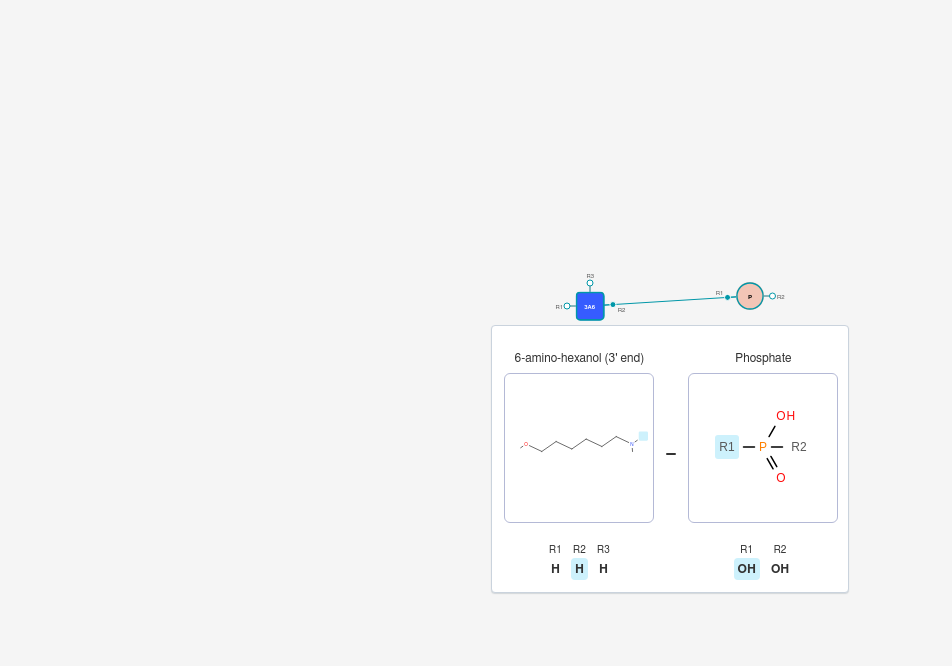 R3
R1 3A6 R2
R1 P R2
6-amino-hexanol (3' end)
Phosphate
O
N
OH
R1 P R2
O
R1 R2 R3
H H H
R1 R2
OH OH